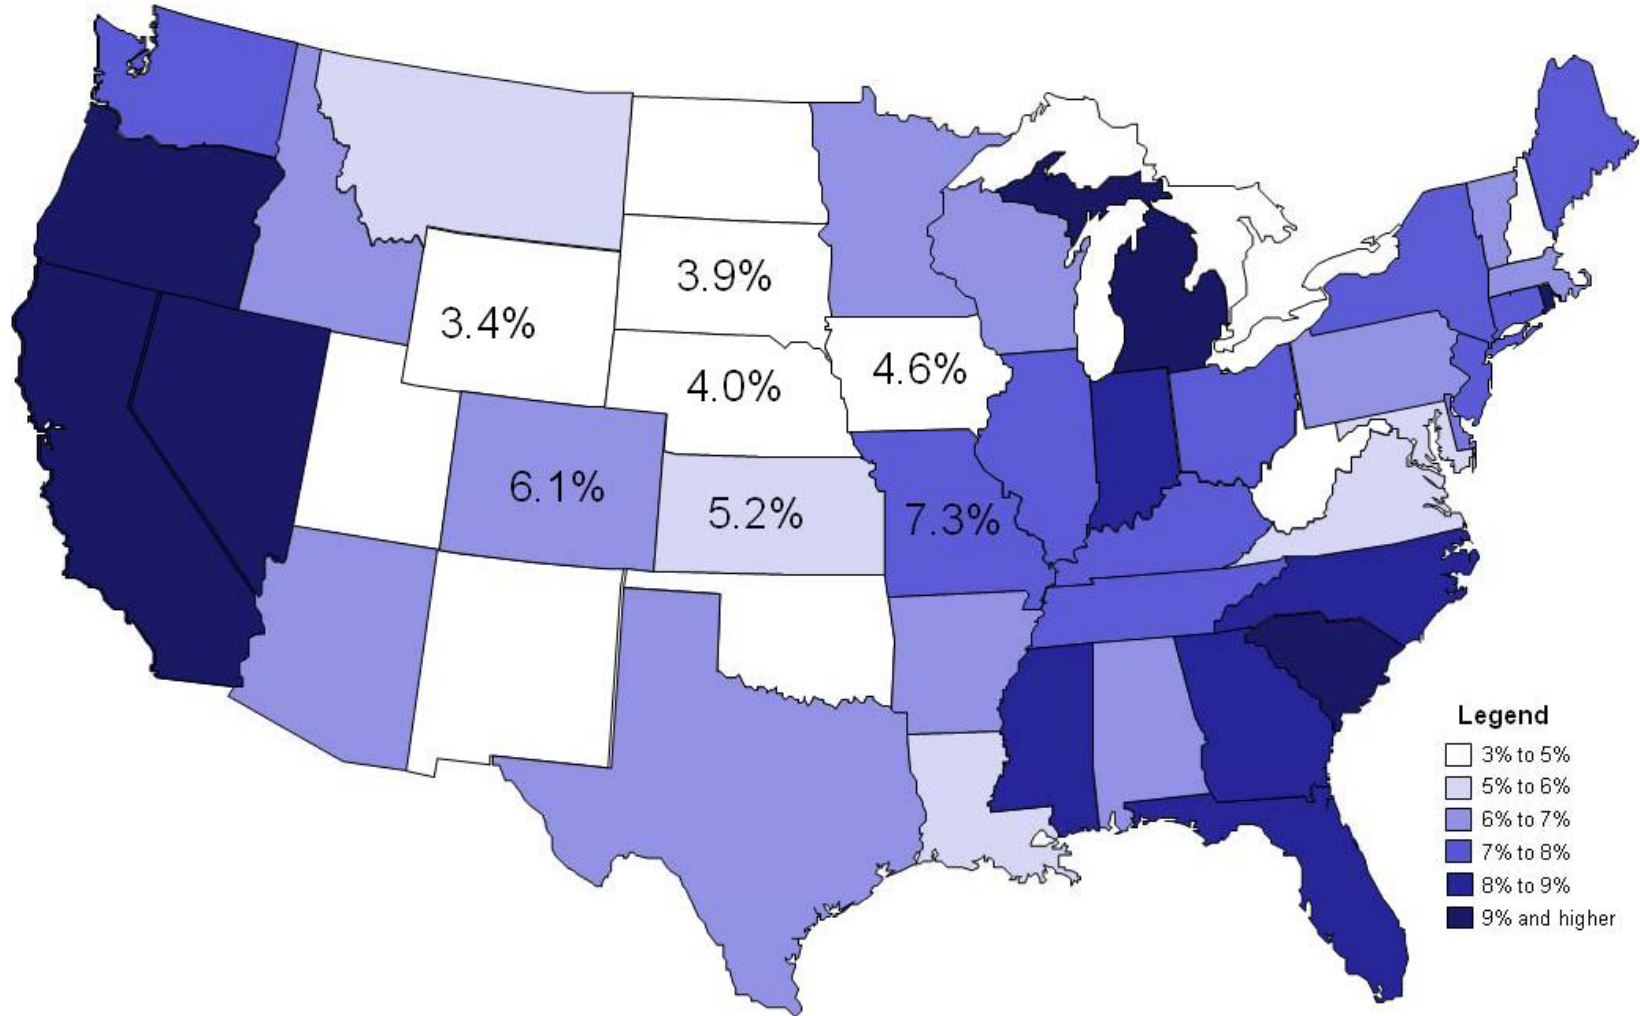 3.9%
3.4%
4.0%
4.6%
6.1%
5.2%
7.3%
Legend
3% to 5%
5% to 6%
6% to 7%
7% to 8%
8% to 9%
9% and higher